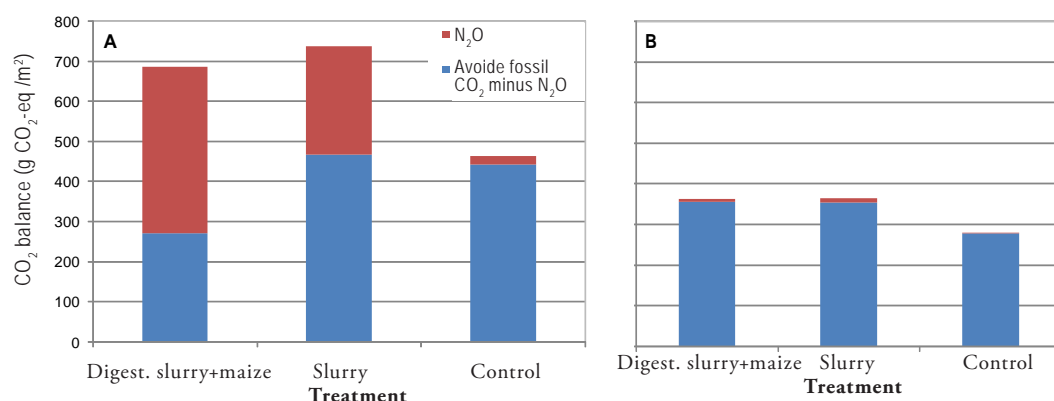 800
700
600
500
400
300
200
100
0
CO₂ balance (g CO₂-eq /m²)
A
N₂O
Avoide fossil
CO₂ minus N₂O
Digest. slurry+maize
Slurry
Control
Treatment
B
Digest. slurry+maize
Slurry
Control
Treatment